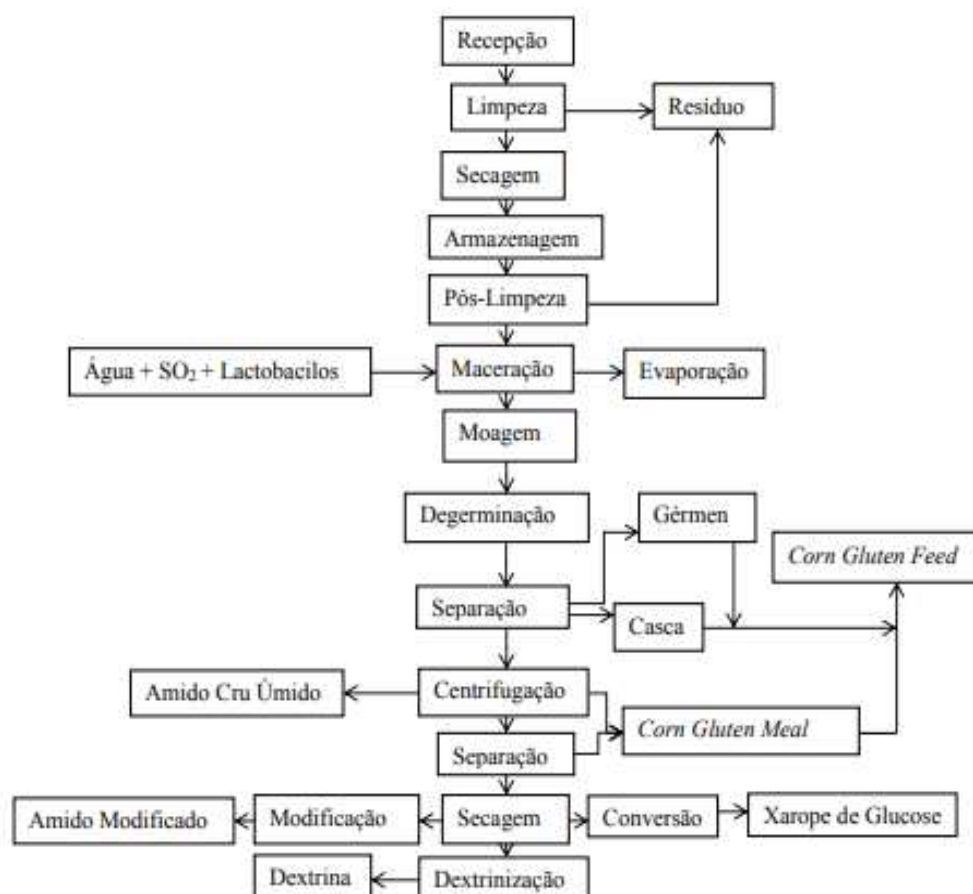 Recepção
Limpeza
Residuo
Secagem
Armazenagem
Pós-Limpeza
Água + SO₂ + Lactobacilos
Maceração
Evaporação
Moagem
Degerminação
Gérmen
Corn Gluten Feed
Separação
Casca
Amido Cru Úmido
Centrifugação
Corn Gluten Meal
Separação
Amido Modificado
Modificação
Secagem
Conversão
Xarope de Glucose
Dextrina
Dextrinização